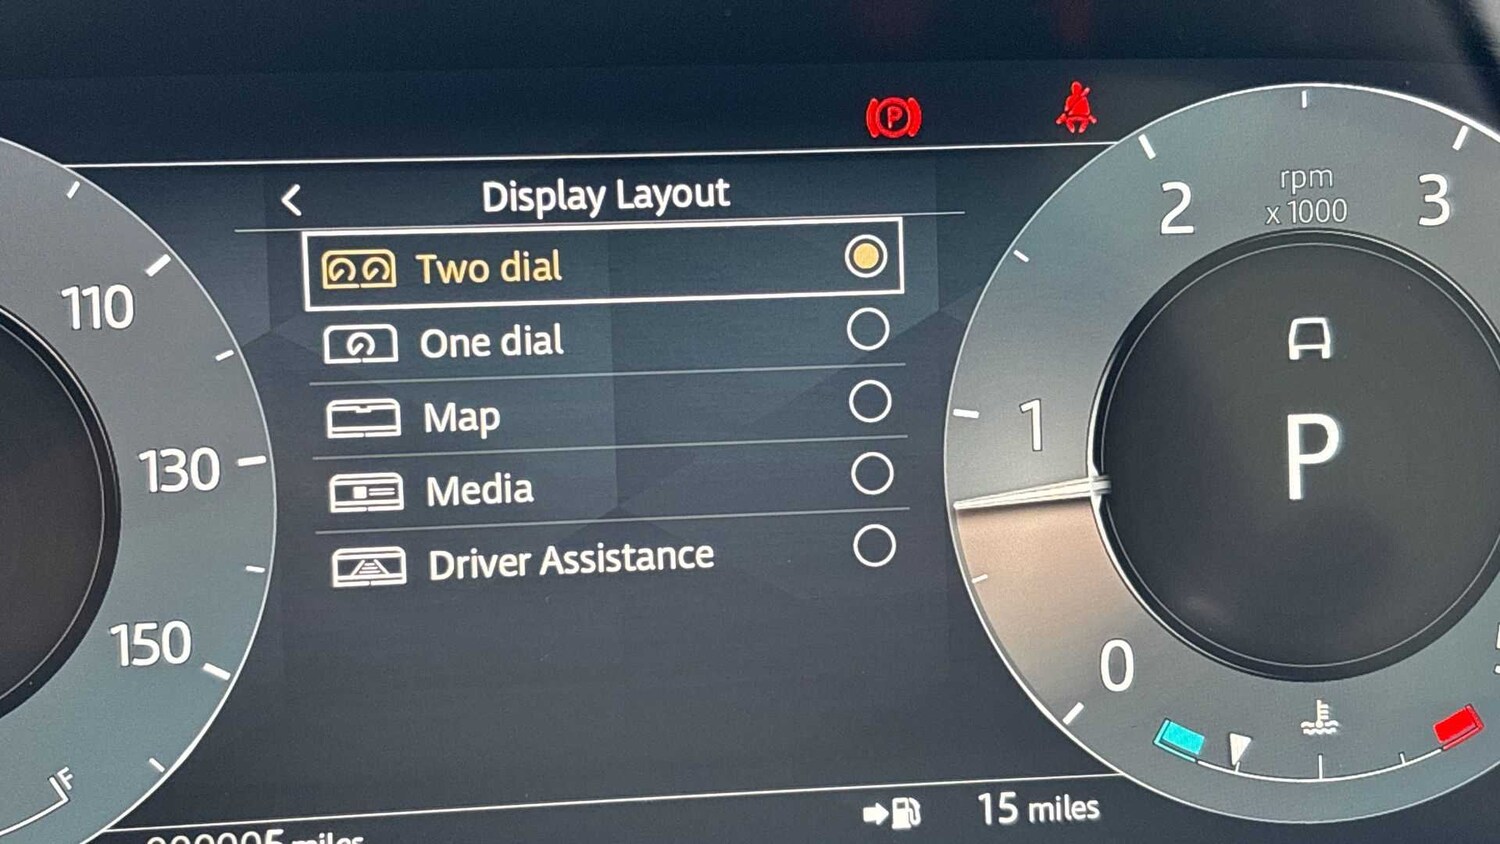 P
Display Layout
Two dial
One dial
Map
Media
Driver Assistance
110
130
150
F
rpm
x 1000
0
1
2
3
P
15 miles
miles